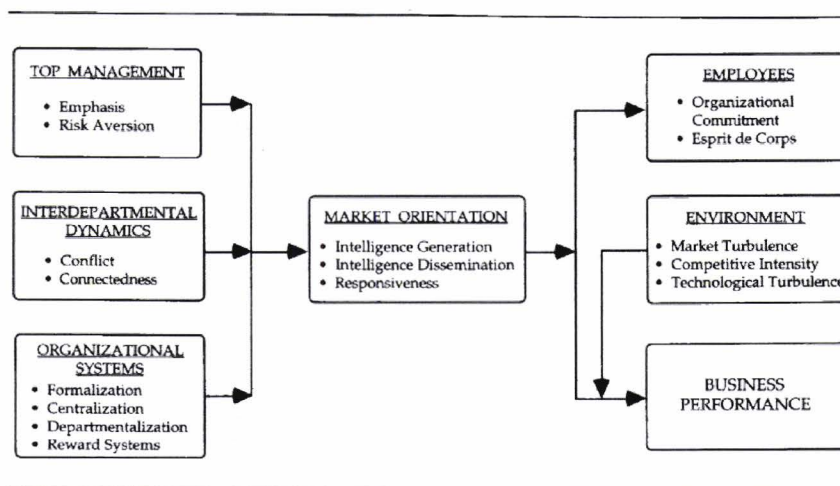 TOP MANAGEMENT
• Emphasis
• Risk Aversion
INTERDEPARTMENTAL
DYNAMICS
• Conflict
• Connectedness
ORGANIZATIONAL
SYSTEMS
• Formalization
• Centralization
• Departmentalization
• Reward Systems
MARKET ORIENTATION
• Intelligence Generation
• Intelligence Dissemination
• Responsiveness
EMPLOYEES
• Organizational
Commitment
• Esprit de Corps
ENVIRONMENT
• Market Turbulence
• Competitive Intensity
• Technological Turbulence
BUSINESS
PERFORMANCE